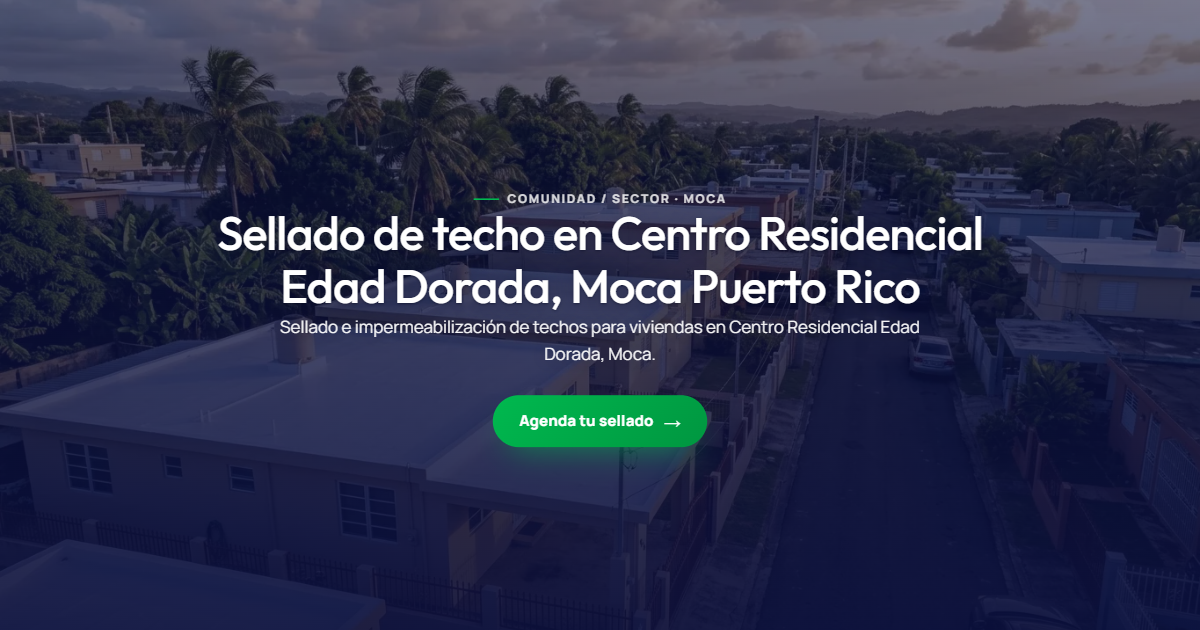 COMUNIDAD / SECTOR · MOCA
Sellado de techo en Centro Residencial
Edad Dorada, Moca Puerto Rico
Sellado e impermeabilización de techos para viviendas en Centro Residencial Edad
Dorada, Moca.
Agenda tu sellado →